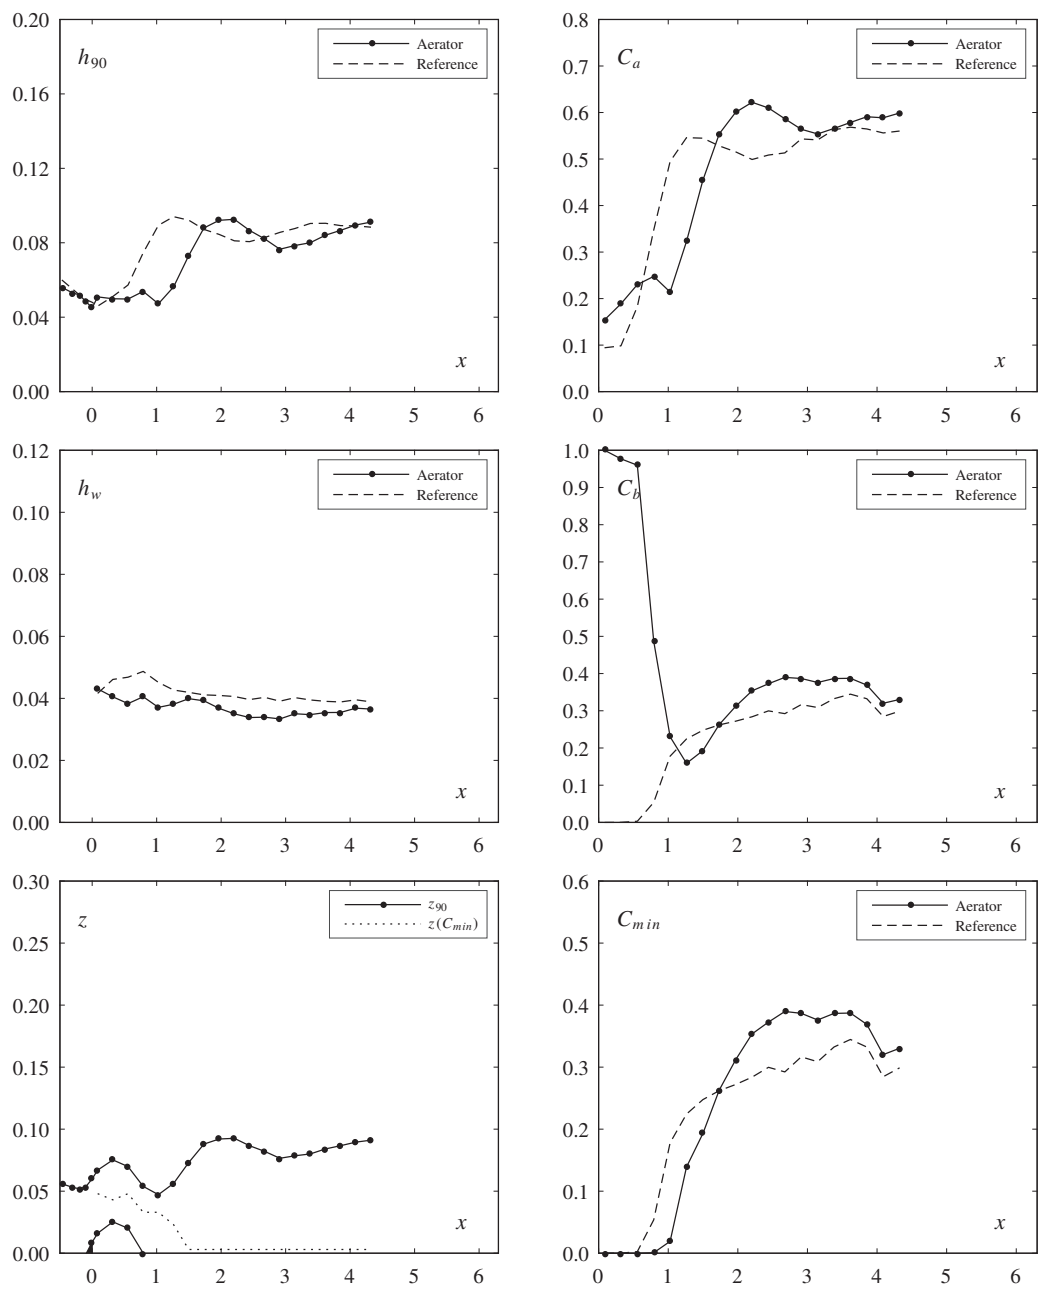 0.20
0.16
0.12
0.08
0.04
0.00
h90
Aerator
Reference
x
0 1 2 3 4 5 6
0.8
0.7
0.6
0.5
0.4
0.3
0.2
0.1
0.0
Ca
Aerator
Reference
x
0 1 2 3 4 5 6
0.12
0.10
0.08
0.06
0.04
0.02
0.00
hw
Aerator
Reference
x
0 1 2 3 4 5 6
1.0
0.9
0.8
0.7
0.6
0.5
0.4
0.3
0.2
0.1
0.0
Cb
Aerator
Reference
x
0 1 2 3 4 5 6
0.30
0.25
0.20
0.15
0.10
0.05
0.00
z
z90
z(Cmin)
x
0 1 2 3 4 5 6
0.6
0.5
0.4
0.3
0.2
0.1
0.0
Cmin
Aerator
Reference
x
0 1 2 3 4 5 6